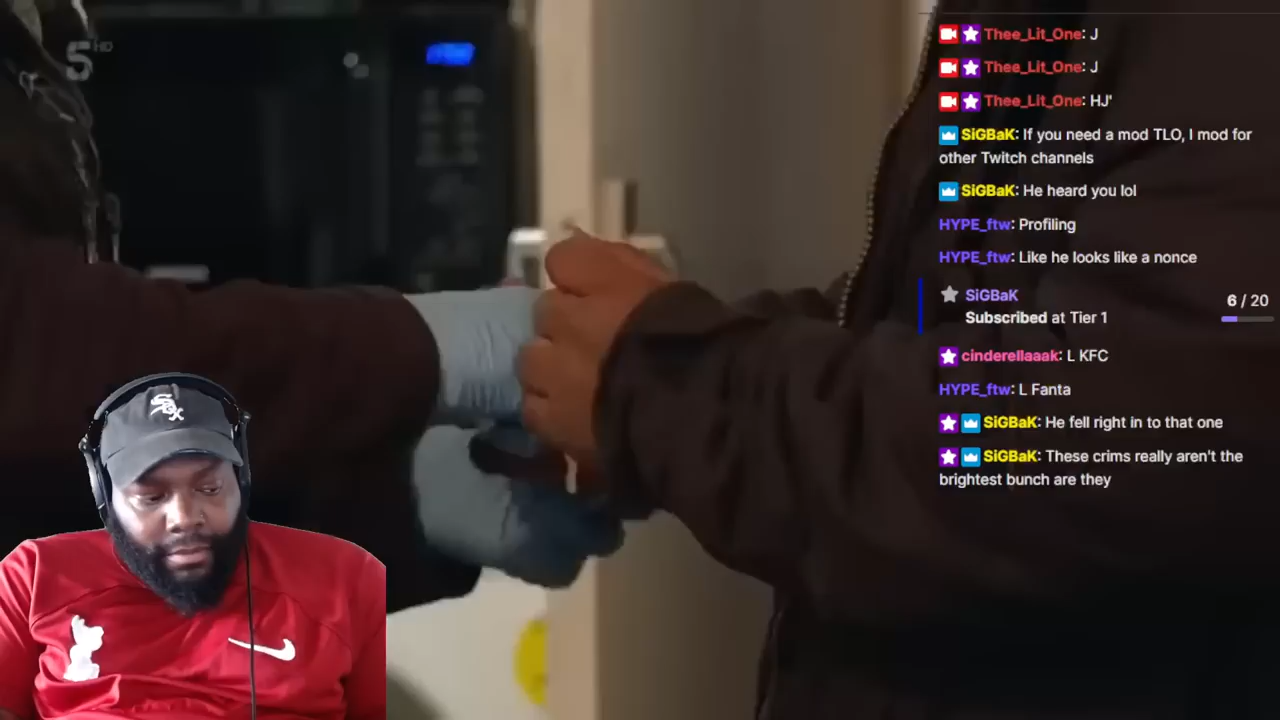 5HD
Thee_Lit_One: J
Thee_Lit_One: J
Thee_Lit_One: HJ'
SiGBaK: If you need a mod TLO, I mod for
other Twitch channels
SiGBaK: He heard you lol
HYPE_ftw: Profiling
HYPE_ftw: Like he looks like a nonce
SiGBaK
Subscribed at Tier 1
6 / 20
cinderellaaak: L KFC
HYPE_ftw: L Fanta
SiGBaK: He fell right in to that one
SiGBaK: These crims really aren't the
brightest bunch are they
Sox